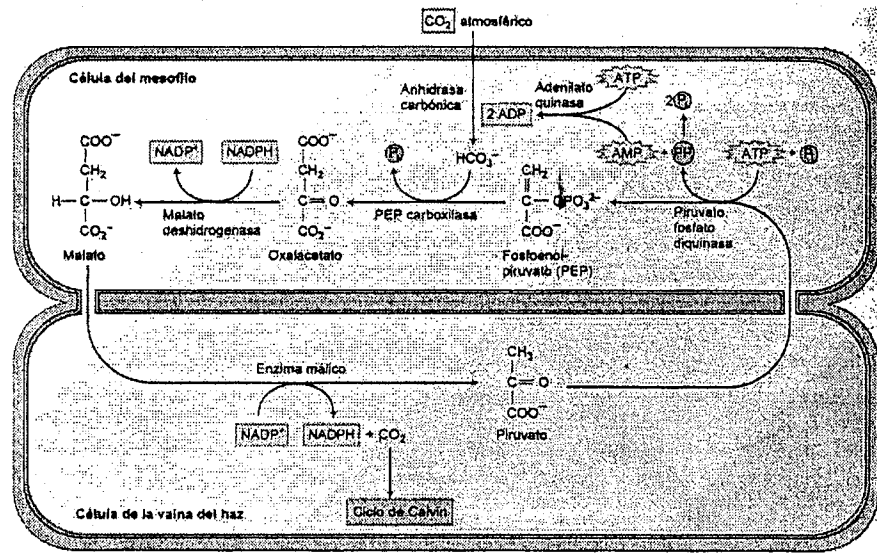 CO₂ atmosférico
Célula del mesofilo
Anhidrasa
carbónica
Adenilato
quinasa
ATP
2 ADP
2 Pi
COO⁻
CH₂
H—C—OH
CO₂⁻
Malato
NADP⁺
NADPH
Malato
deshidrogenasa
COO⁻
CH₂
C=O
CO₂⁻
Oxalacetato
Pi
HCO₃⁻
PEP carboxilasa
CH₂
C—OPO₃²⁻
COO⁻
Fosfoenol-
piruvato (PEP)
AMP + PPi
ATP + Pi
Piruvato
fosfato
diquinasa
Enzima málico
NADP⁺
NADPH + CO₂
CH₃
C=O
COO⁻
Piruvato
Ciclo de Calvin
Célula de la vaina del haz